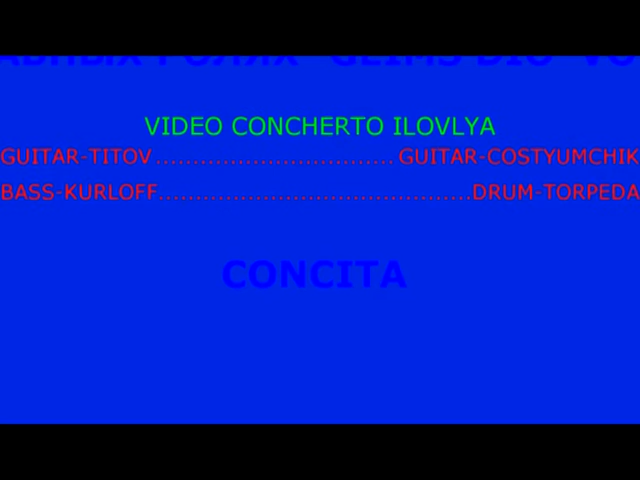 VIDEO CONCHERTO ILOVLYA
GUITAR-TITOV................................GUITAR-COSTYUMCHIK
BASS-KURLOFF..........................................DRUM-TORPEDA
CONCITA